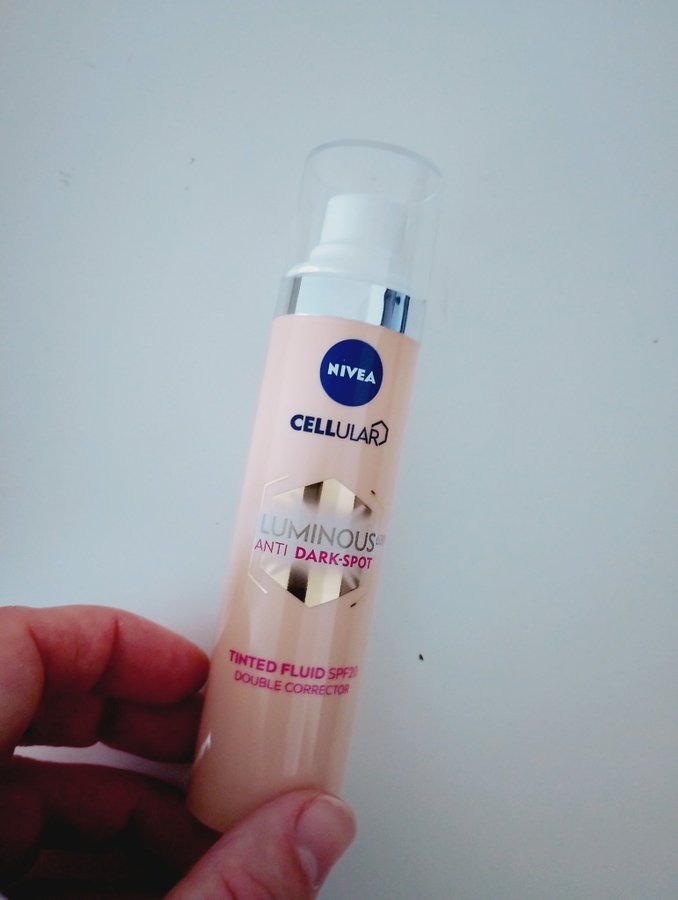 NIVEA
CELLULAR
LUMINOUS
ANTI DARK-SPOT
TINTED FLUID SPF20
DOUBLE CORRECTOR